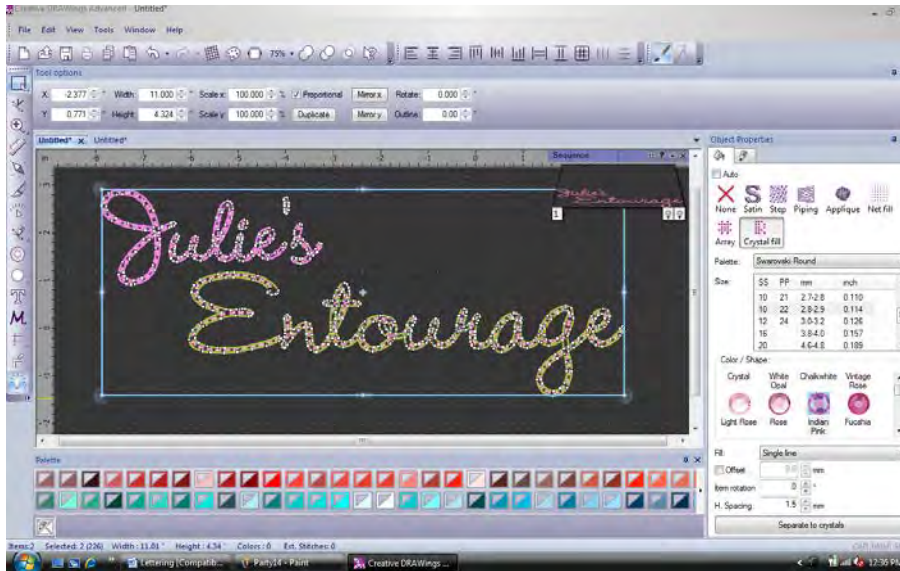 Creative DRAWings Advanced - Untitled*
File Edit View Tools Window Help
75%
Tool options
X -2.377 " Width: 11.000 " Scale x: 100.000 % Proportional Mirror x Rotate: 0.000 °
Y 0.771 " Height: 4.324 " Scale y: 100.000 % Duplicate Mirror y Outline: 0.00 "
Untitled* x Untitled*
Sequence
Julie's
Entourage
1
Julie's
Entourage
Object Properties
Auto
None Satin Step Piping Applique Net fill
Array Crystal fill
Palette: Swarovski Round
Size: SS PP mm inch
10 21 2.7-2.8 0.110
10 22 2.8-2.9 0.114
12 24 3.0-3.2 0.126
16 3.8-4.0 0.157
20 4.6-4.8 0.189
Color / Shape:
Crystal White Opal Chalkwhite Vintage Rose
Light Rose Rose Indian Pink Fucshia
Fill: Single line
Offset 0.0 mm
Item rotation 0 °
H. Spacing 1.5 mm
Separate to crystals
Palette
Items:2 Selected: 2 (226) Width : 11.01 " Height : 4.34 " Colors : 0 Est. Stitches: 0
Lettering [Compatib... Party14 - Paint Creative DRAWings ... 12:36 PM